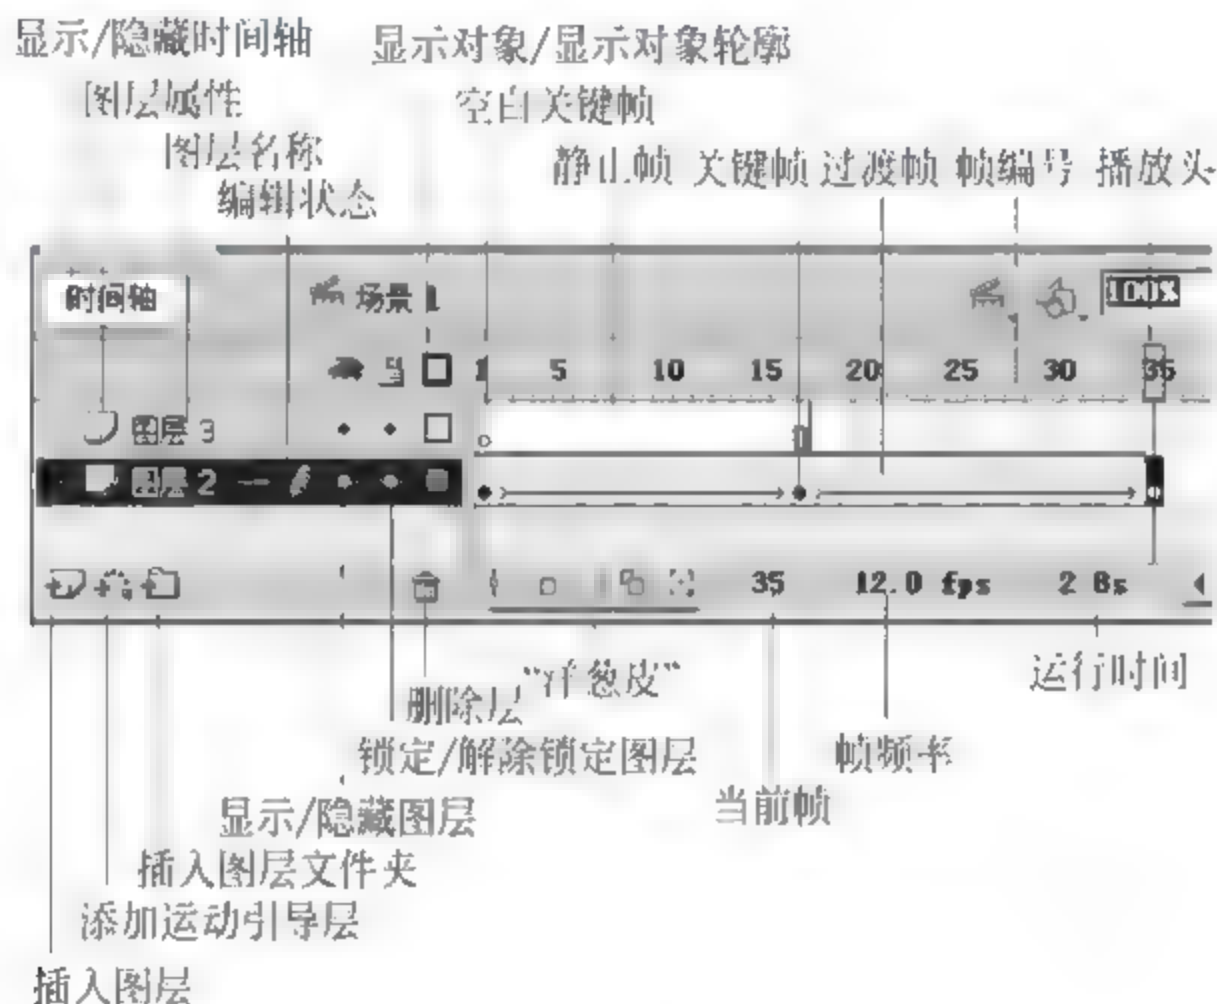 显示/隐藏时间轴 显示对象/显示对象轮廓
图层属性 空白关键帧
图层名称
静止帧 关键帧 过渡帧 帧编号 播放头
编辑状态
时间轴 场景 1 100%
1 5 10 15 20 25 30 35
图层 3
图层 2
35 12.0 fps
运行时间
“洋葱皮”
删除层
锁定/解除锁定图层 帧频率
当前帧
显示/隐藏图层
插入图层文件夹
添加运动引导层
插入图层